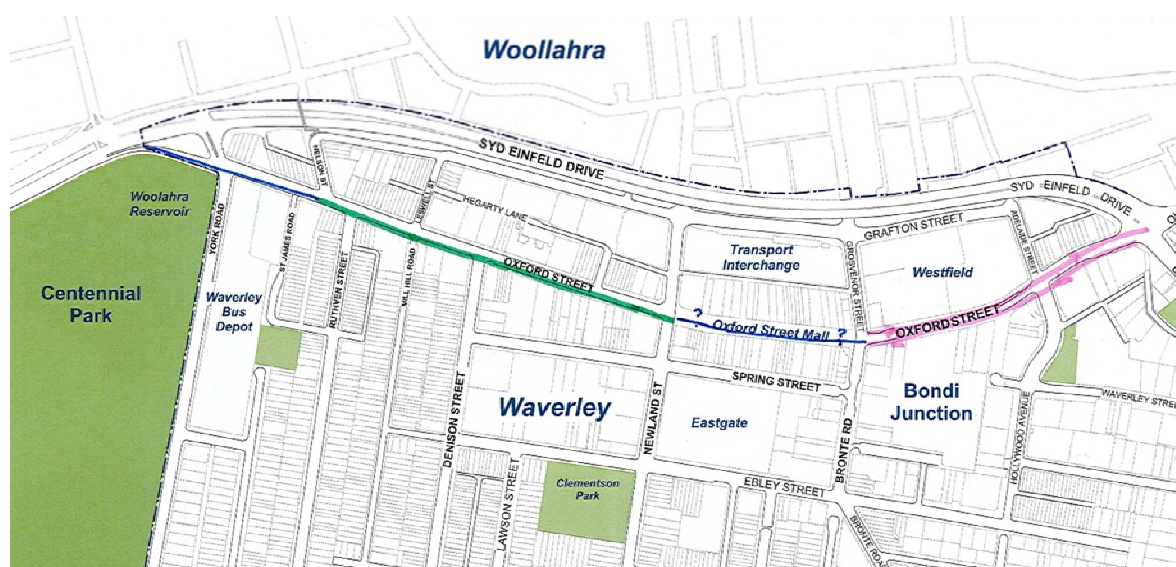 Woollahra
SYD EINFELD DRIVE
SYD EINFELD DRIVE
NELSON ST
HEGARTY LANE
GRAFTON STREET
ADELAIDE STREET
GROSVENOR STREET
Woolahra
Reservoir
YORK ROAD
ST JAMES ROAD
RUTHVEN STREET
MILL HILL ROAD
OXFORD STREET
Transport
Interchange
Westfield
Centennial
Park
Waverley
Bus
Depot
? Oxford Street Mall ?
OXFORD STREET
SPRING STREET
DENISON STREET
Waverley
NEWLAND ST
Eastgate
BRONTE RD
Bondi
Junction
HOLLYWOOD AVENUE
WAVERLEY STREET
LAWSON STREET
Clementson
Park
EBLEY STREET
BRONTE ROAD